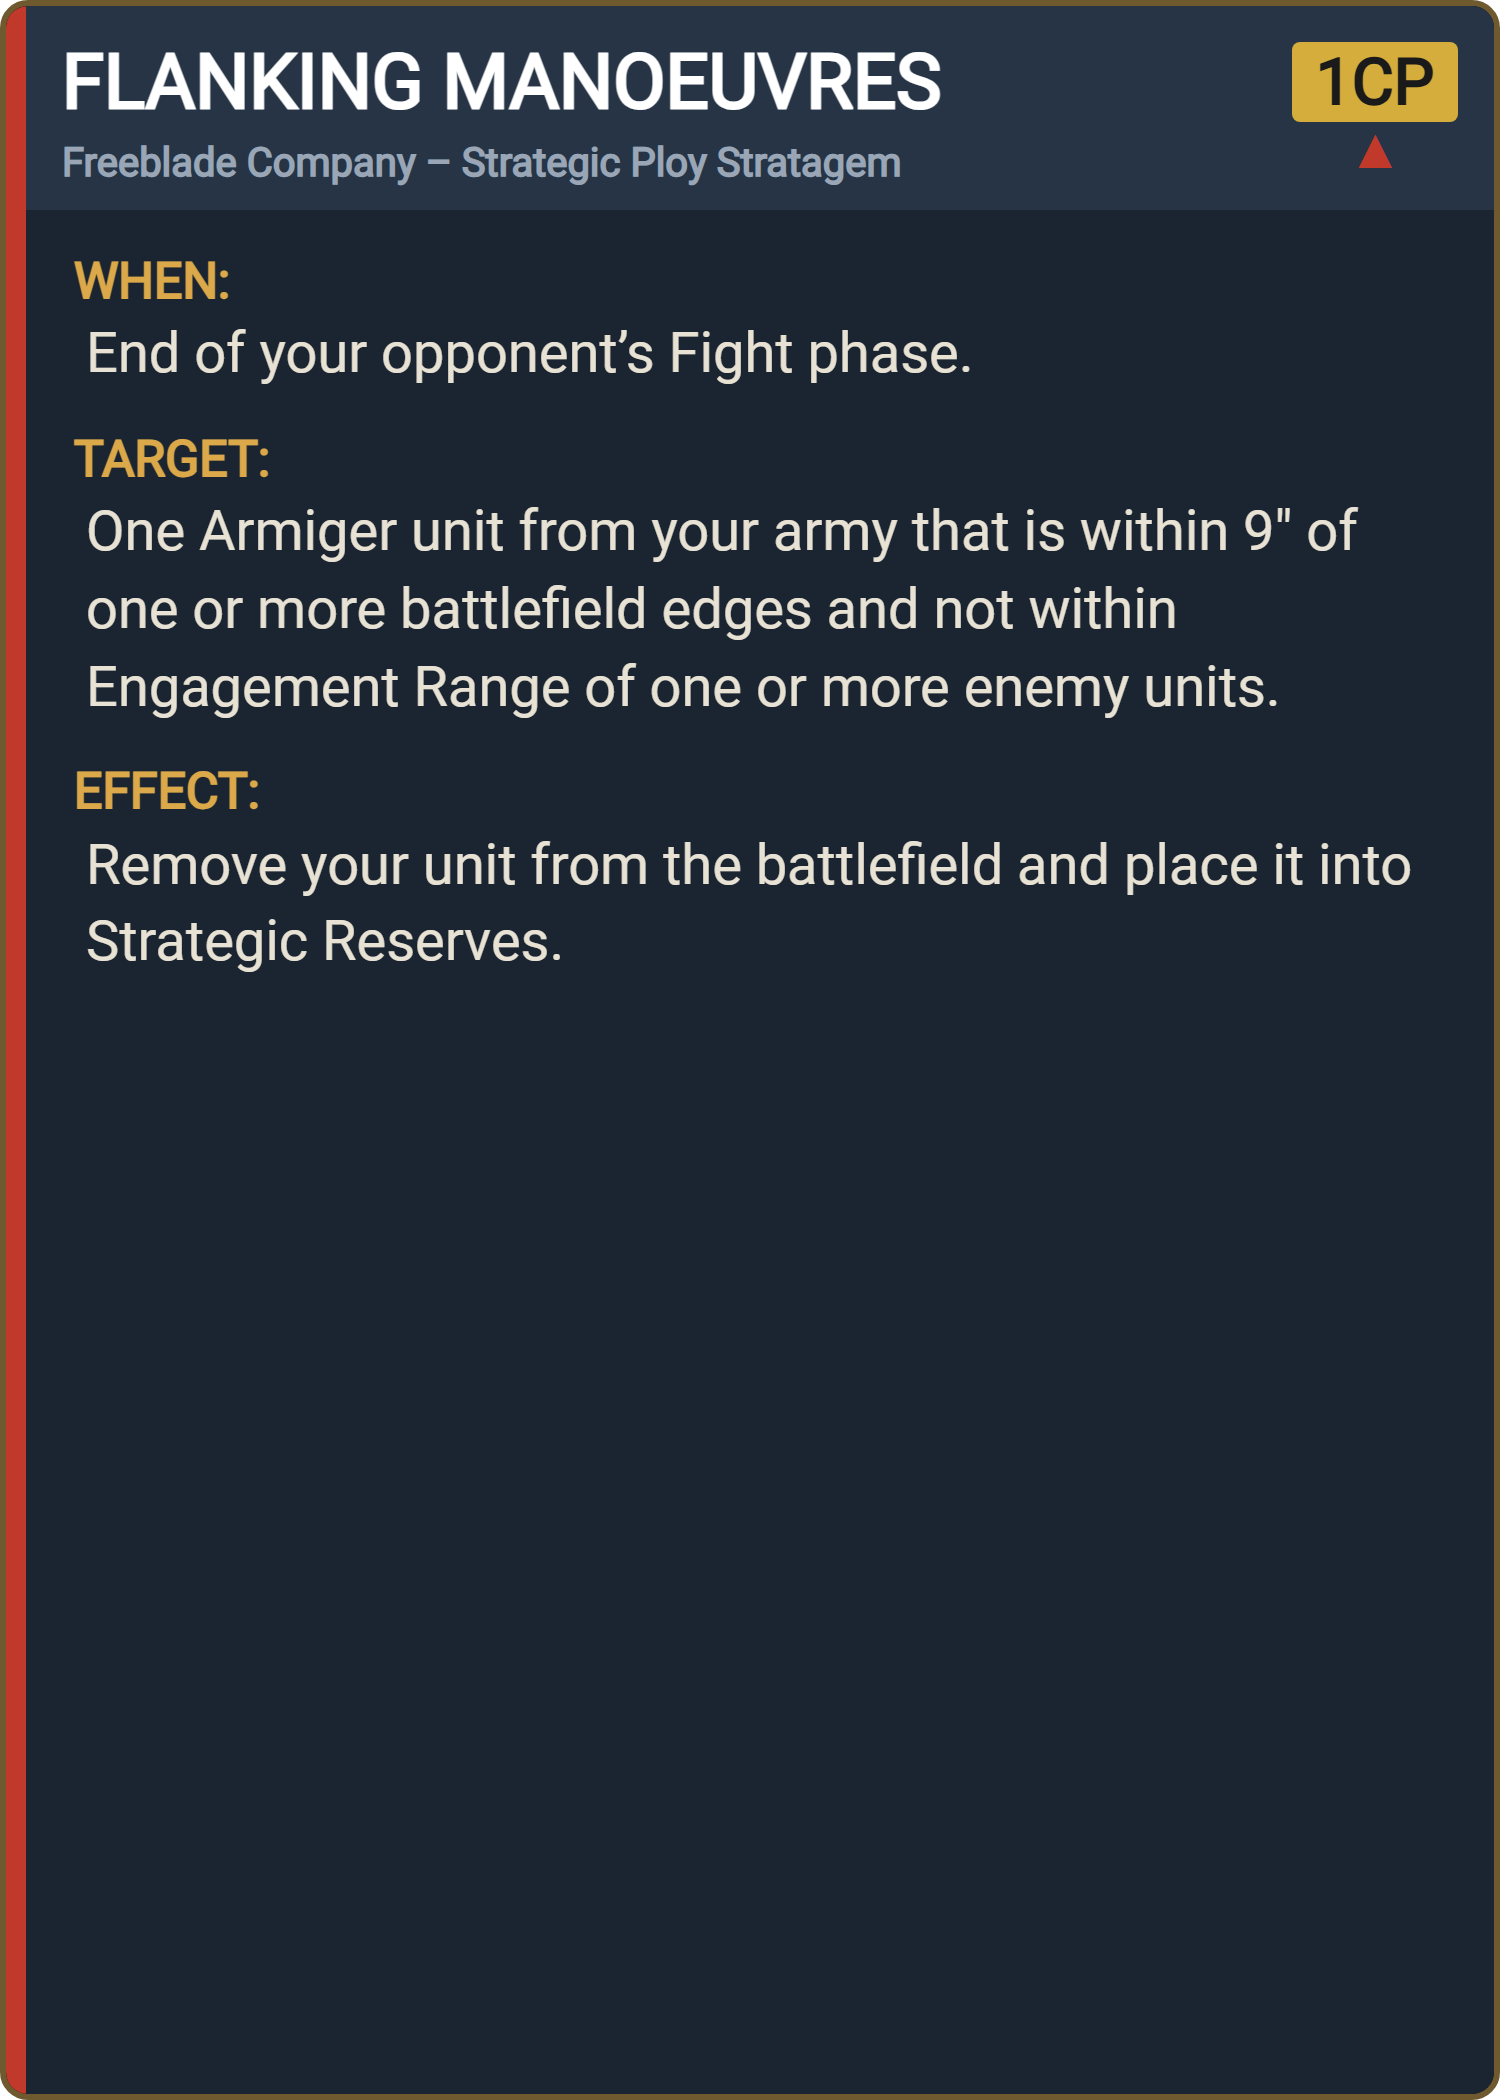 FLANKING MANOEUVRES
1CP
Freeblade Company – Strategic Ploy Stratagem
WHEN:
End of your opponent’s Fight phase.
TARGET:
One Armiger unit from your army that is within 9" of
one or more battlefield edges and not within
Engagement Range of one or more enemy units.
EFFECT:
Remove your unit from the battlefield and place it into
Strategic Reserves.